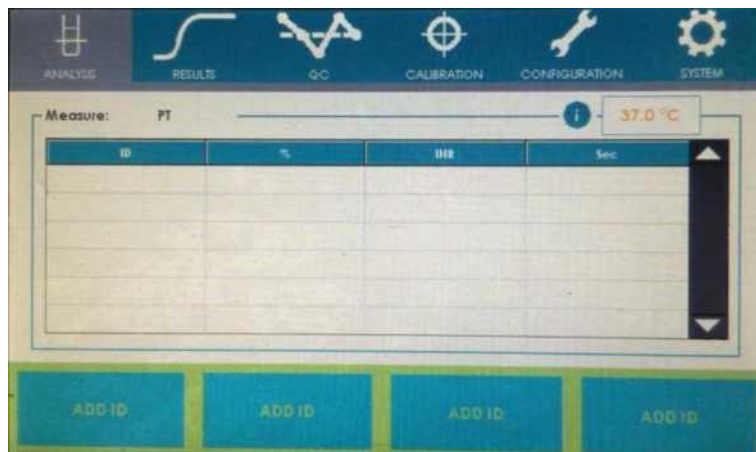 ANALYSIS RESULTS QC CALIBRATION CONFIGURATION SYSTEM
Measure: PT i 37.0 °C
ID % INR Sec
ADD ID ADD ID ADD ID ADD ID